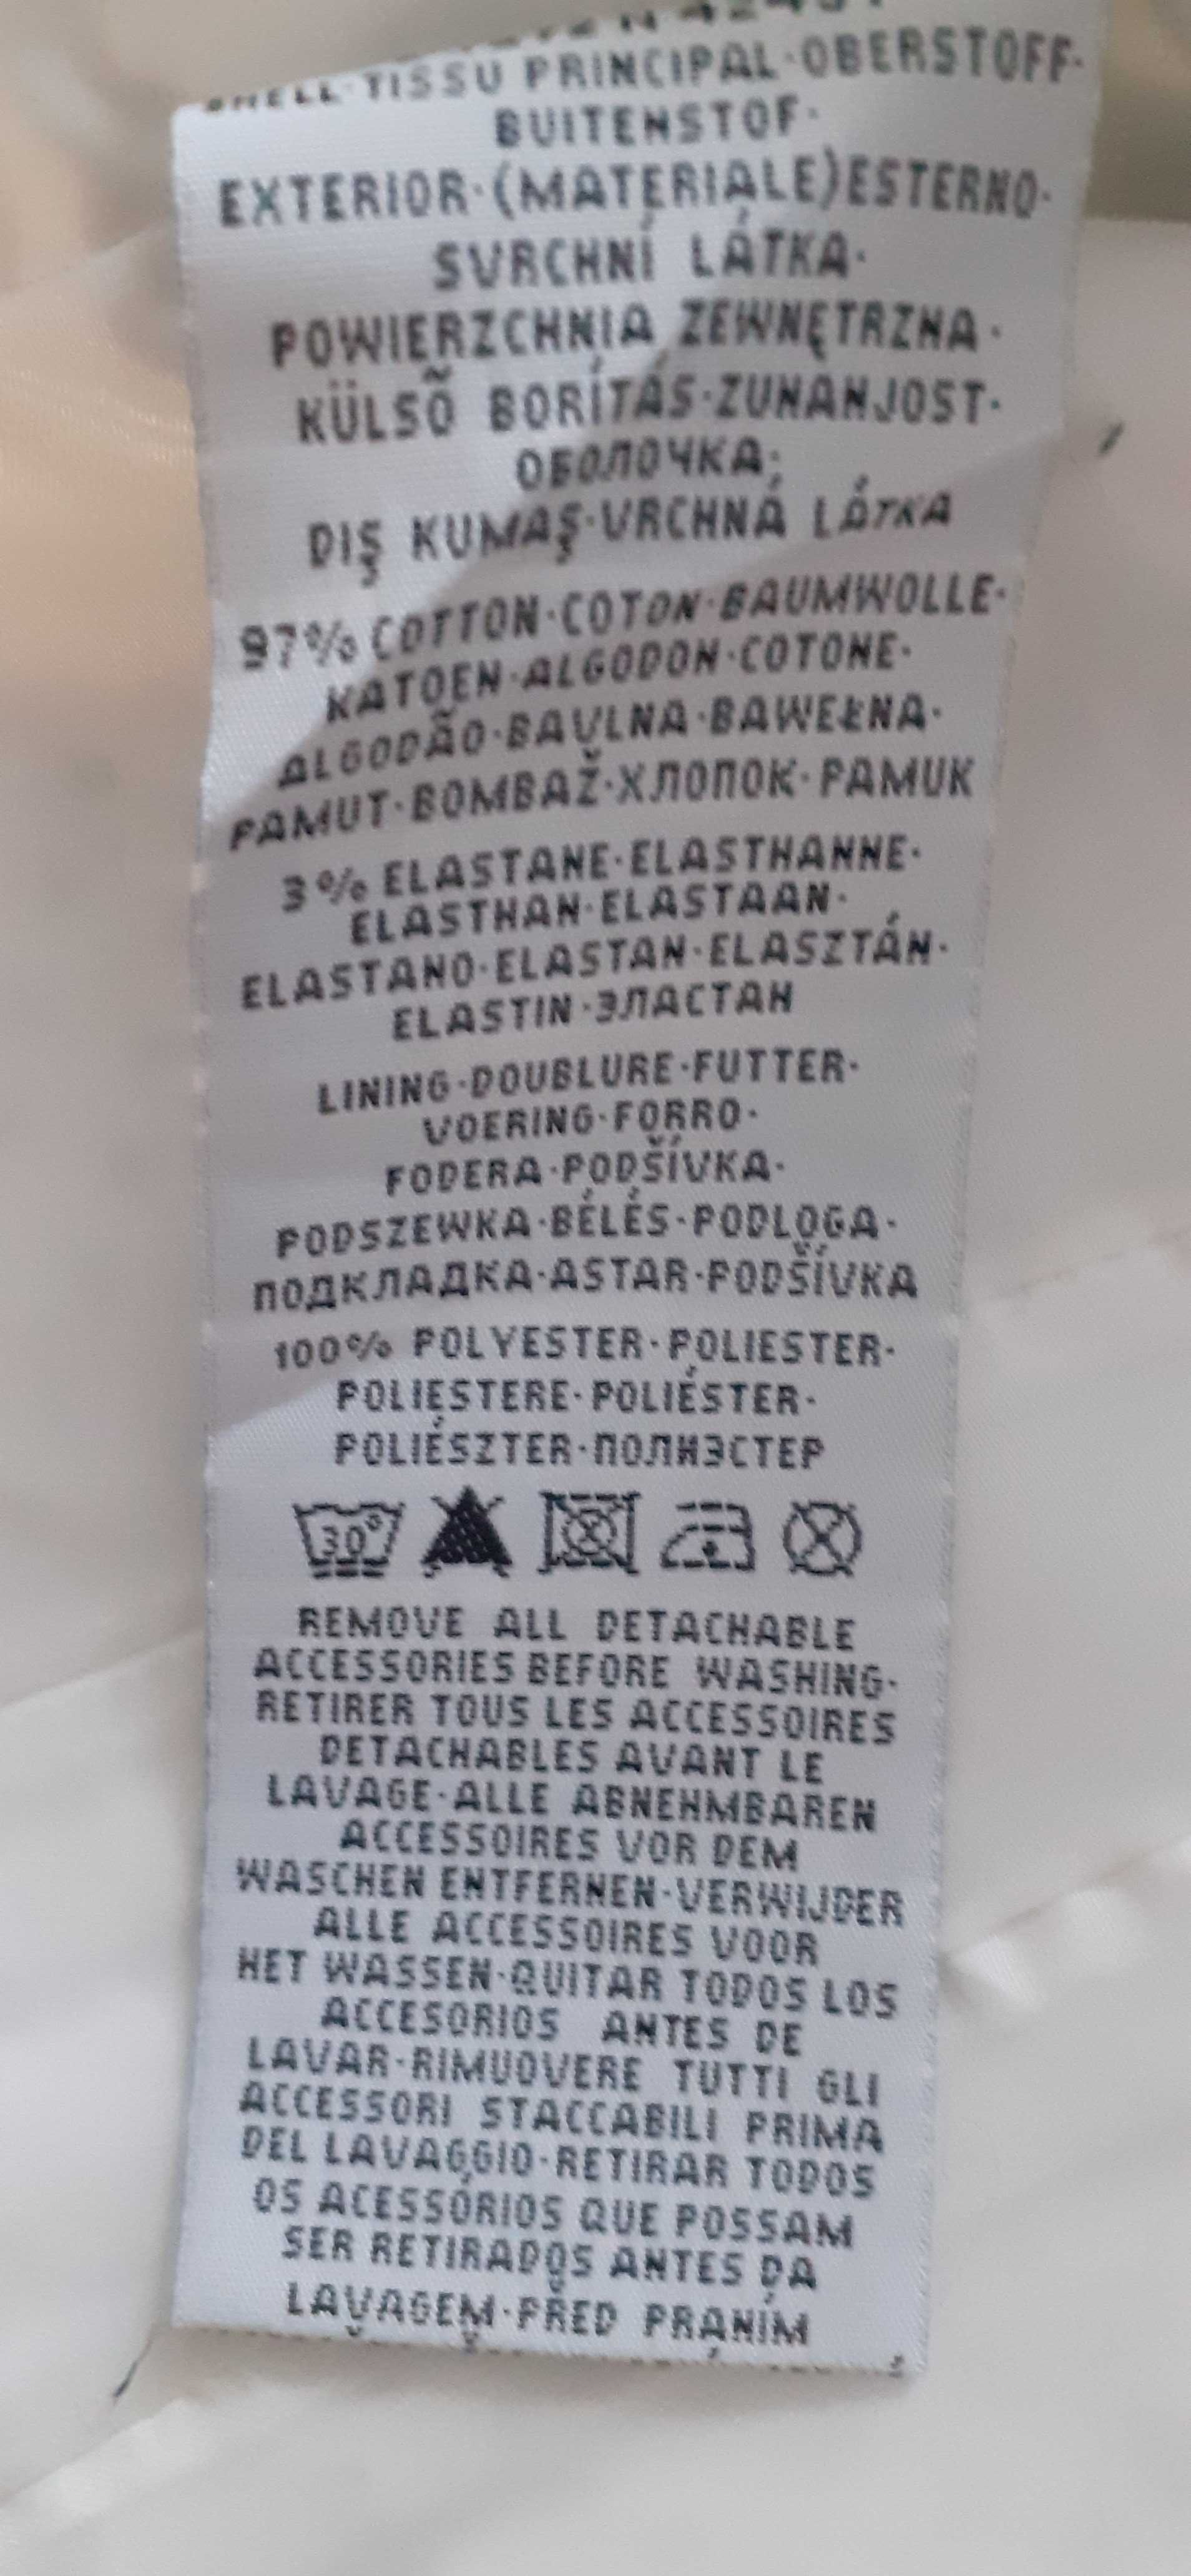 SHELL·TISSU PRINCIPAL·OBERSTOFF·
BUITENSTOF·
EXTERIOR·(MATERIALE)ESTERNO·
SVRCHNÍ LÁTKA·
POWIERZCHNIA ZEWNĘTRZNA·
KÜLSŐ BORÍTÁS·ZUNANJOST·
ОБОЛОЧКА;
DIŞ KUMAŞ·VRCHNÁ LÁTKA
97% COTTON·COTON·BAUMWOLLE·
KATOEN·ALGODON·COTONE·
ALGODÃO·BAVLNA·BAWEŁNA·
PAMUT·BOMBAŽ·ХЛОПОК·PAMUK
3% ELASTANE·ELASTHANNE·
ELASTHAN·ELASTAAN·
ELASTANO·ELASTAN·ELASZTÁN·
ELASTIN·ЭЛАСТАН
LINING·DOUBLURE·FUTTER·
VOERING·FORRO·
FODERA·PODŠÍVKA·
PODSZEWKA·BÉLÉS·PODLOGA·
ПОДКЛАДКА·ASTAR·PODŠÍVKA
100% POLYESTER·POLIESTER·
POLIESTERE·POLIÉSTER·
POLIÉSZTER·ПОЛИЭСТЕР
30°
REMOVE ALL DETACHABLE
ACCESSORIES BEFORE WASHING·
RETIRER TOUS LES ACCESSOIRES
DETACHABLES AVANT LE
LAVAGE·ALLE ABNEHMBAREN
ACCESSOIRES VOR DEM
WASCHEN ENTFERNEN·VERWIJDER
ALLE ACCESSOIRES VOOR
HET WASSEN·QUITAR TODOS LOS
ACCESORIOS ANTES DE
LAVAR·RIMUOVERE TUTTI GLI
ACCESSORI STACCABILI PRIMA
DEL LAVAGGIO·RETIRAR TODOS
OS ACESSÓRIOS QUE POSSAM
SER RETIRADOS ANTES DA
LAVAGEM·PŘED PRANÍM